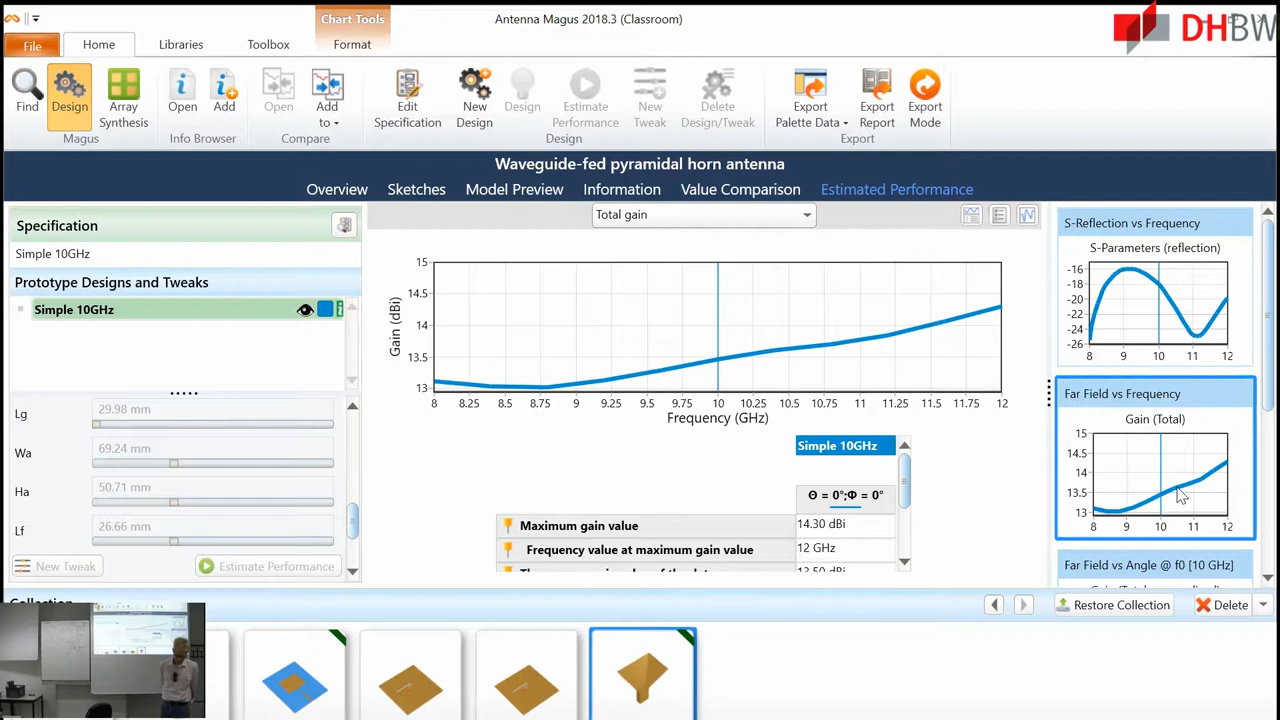 Chart Tools
Antenna Magus 2018.3 (Classroom)
DHBW
File
Home
Libraries
Toolbox
Format
Find
Design
Array Synthesis
Open
Add
Open
Add to
Edit Specification
New Design
Design
Estimate Performance
New Tweak
Delete Design/Tweak
Export Palette Data
Export Report
Export Mode
Magus
Info Browser
Compare
Design
Export
Waveguide-fed pyramidal horn antenna
Overview
Sketches
Model Preview
Information
Value Comparison
Estimated Performance
Specification
Simple 10GHz
Prototype Designs and Tweaks
Simple 10GHz
Lg
29.98 mm
Wa
69.24 mm
Ha
50.71 mm
Lf
26.66 mm
New Tweak
Estimate Performance
Total gain
Gain (dBi)
15
14.5
14
13.5
13
8 8.25 8.5 8.75 9 9.25 9.5 9.75 10 10.25 10.5 10.75 11 11.25 11.5 11.75 12
Frequency (GHz)
Simple 10GHz
Θ = 0°;Φ = 0°
Maximum gain value
14.30 dBi
Frequency value at maximum gain value
12 GHz
13.50 dBi
S-Reflection vs Frequency
S-Parameters (reflection)
-16
-18
-20
-22
-24
-26
8 9 10 11 12
Far Field vs Frequency
Gain (Total)
15
14.5
14
13.5
13
8 9 10 11 12
Far Field vs Angle @ f0 [10 GHz]
Collection
Restore Collection
Delete